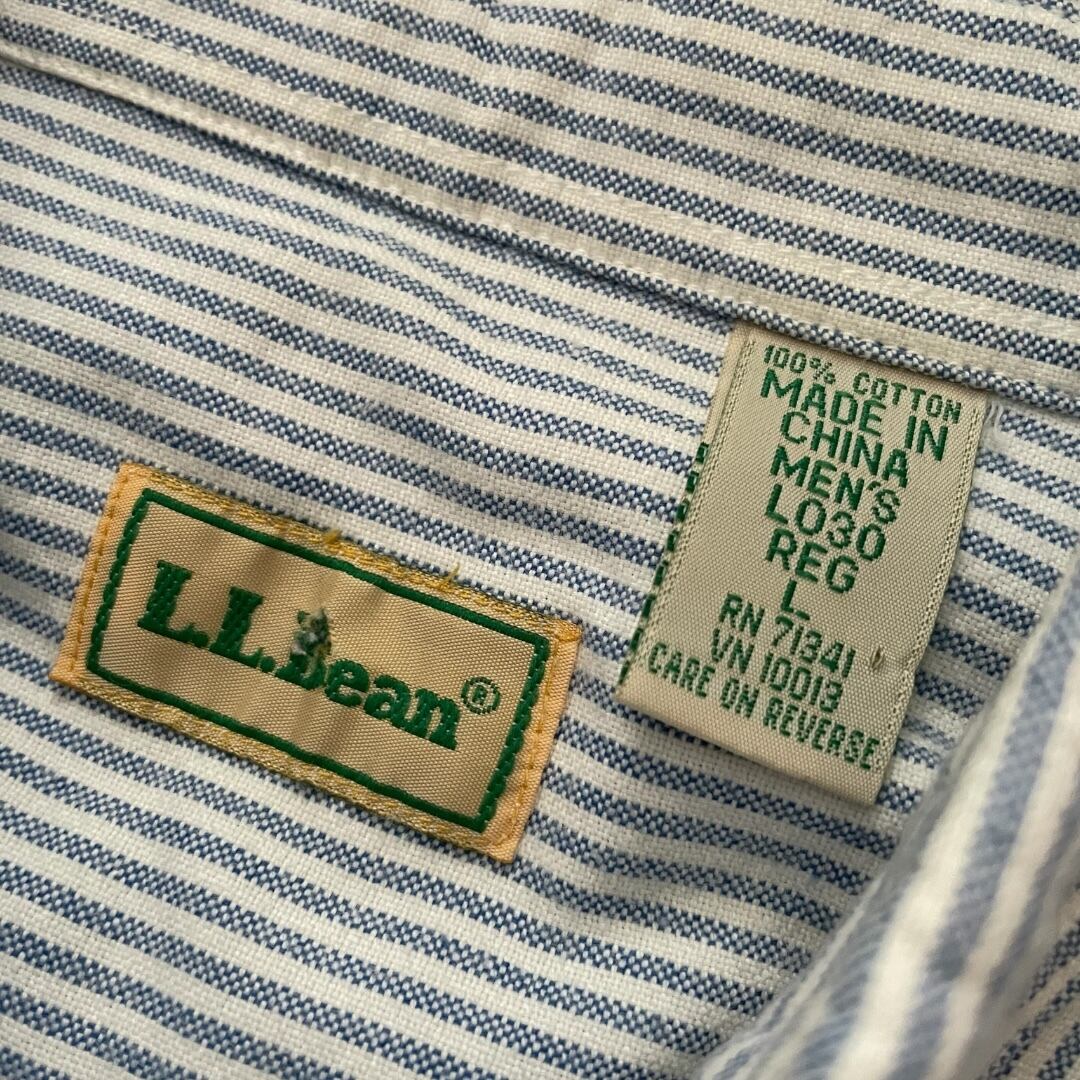 L.L.Bean®
100% COTTON
MADE IN
CHINA
MEN'S
LO30
REG
L
RN 71341
VN 10013
CARE ON REVERSE